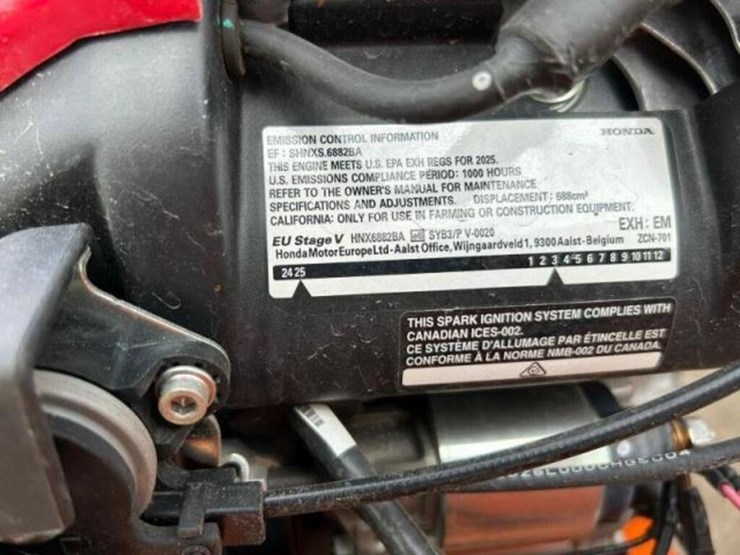 EMISSION CONTROL INFORMATION HONDA
EF : SHNXS.6882BA
THIS ENGINE MEETS U.S. EPA EXH REGS FOR 2025.
U.S. EMISSIONS COMPLIANCE PERIOD: 1000 HOURS
REFER TO THE OWNER'S MANUAL FOR MAINTENANCE
SPECIFICATIONS AND ADJUSTMENTS. DISPLACEMENT : 688cm³
CALIFORNIA: ONLY FOR USE IN FARMING OR CONSTRUCTION EQUIPMENT.
EXH: EM
EU Stage V HNX6882BA SYB3/P V-0020 ZCN-701
Honda Motor Europe Ltd - Aalst Office, Wijngaardveld 1, 9300 Aalst - Belgium
24 25 1 2 3 4 5 6 7 8 9 10 11 12
THIS SPARK IGNITION SYSTEM COMPLIES WITH
CANADIAN ICES-002.
CE SYSTÈME D'ALLUMAGE PAR ÉTINCELLE EST
CONFORME À LA NORME NMB-002 DU CANADA.